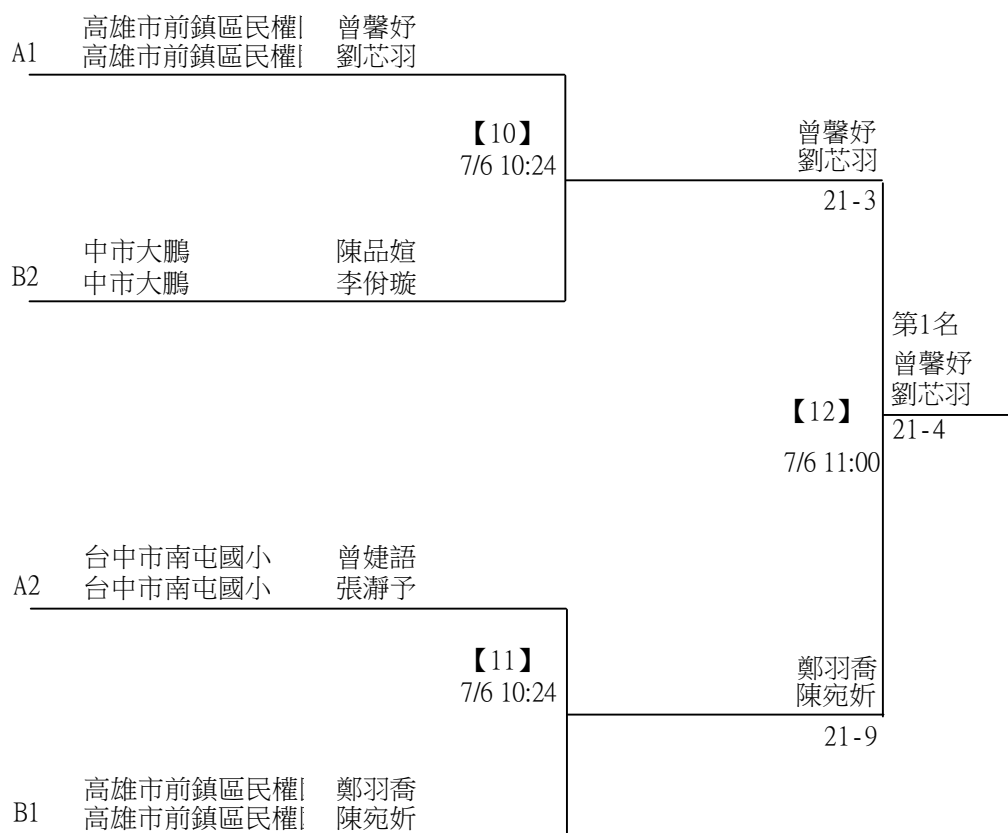 高雄市前鎮區民權 曾馨妤
A1 高雄市前鎮區民權 劉芯羽
【10】
7/6 10:24
曾馨妤
劉芯羽
21-3
中市大鵬 陳品媗
B2 中市大鵬 李佾璇
第1名
曾馨妤
劉芯羽
【12】
21-4
7/6 11:00
台中市南屯國小 曾婕語
A2 台中市南屯國小 張瀞予
【11】
7/6 10:24
鄭羽喬
陳宛妡
21-9
高雄市前鎮區民權 鄭羽喬
B1 高雄市前鎮區民權 陳宛妡